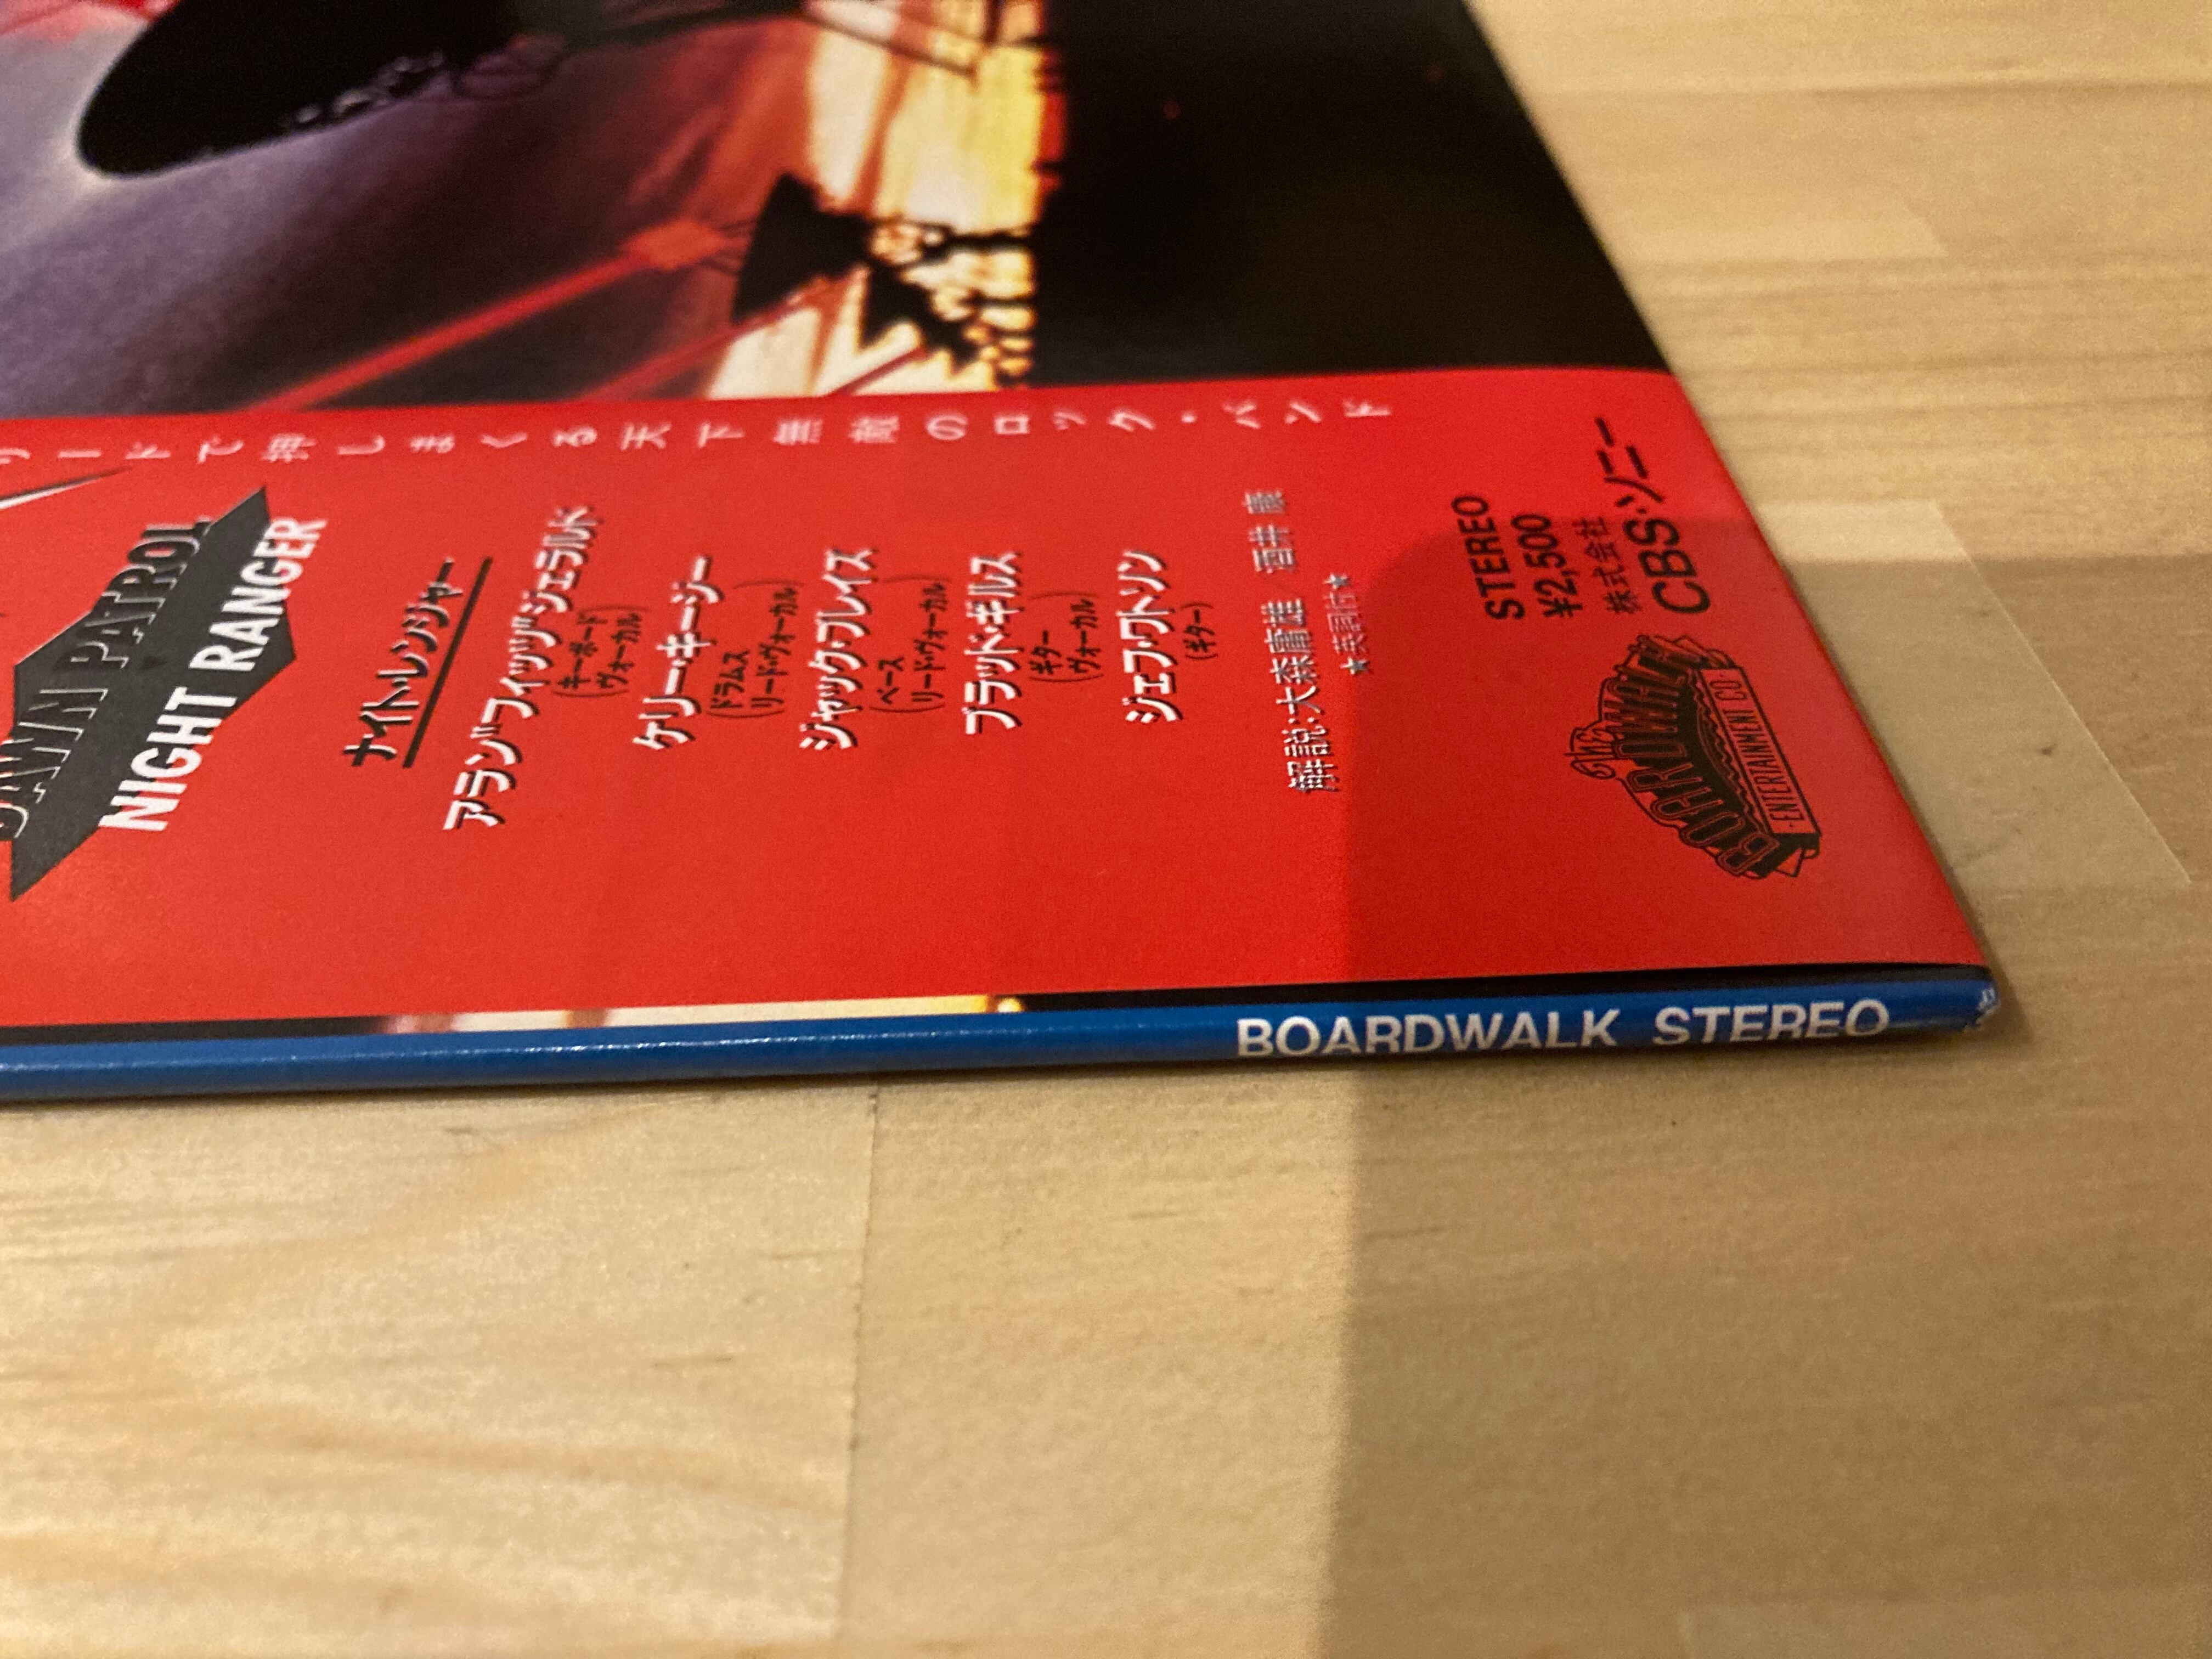 リードで押しまくる天下無敵のロック・バンド
DAWN PATROL
NIGHT RANGER
ナイト・レンジャー
アラン“フィッツ”ジェラルド
(キーボード
ヴォーカル)
ケリー・キージー
(ドラムス
リード・ヴォーカル)
ジャック・ブレイズ
(ベース
リード・ヴォーカル)
ブラッド・ギルス
(ギター
ヴォーカル)
ジェフ・ワトソン
(ギター)
解説:大森庸雄 酒井 康
★英詞付★
STEREO
¥2,500
株式会社
CBS・ソニー
The
BOARDWALK
ENTERTAINMENT CO
BOARDWALK STEREO